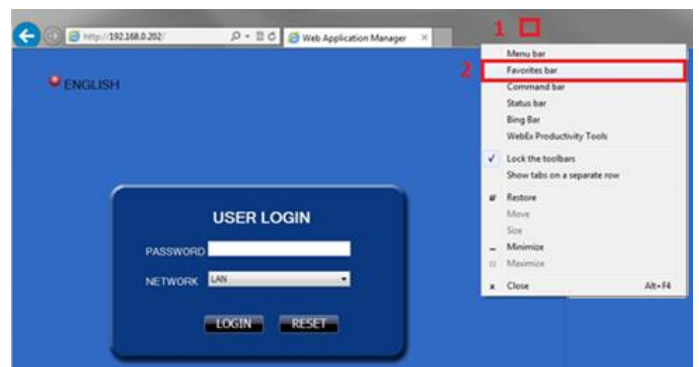 1
http://192.168.0.202/
Web Application Manager
2
Menu bar
Favorites bar
Command bar
Status bar
Bing Bar
WebEx Productivity Tools
Lock the toolbars
Show tabs on a separate row
Restore
Move
Size
Minimize
Maximize
Close Alt+F4
ENGLISH
USER LOGIN
PASSWORD
NETWORK LAN
LOGIN RESET